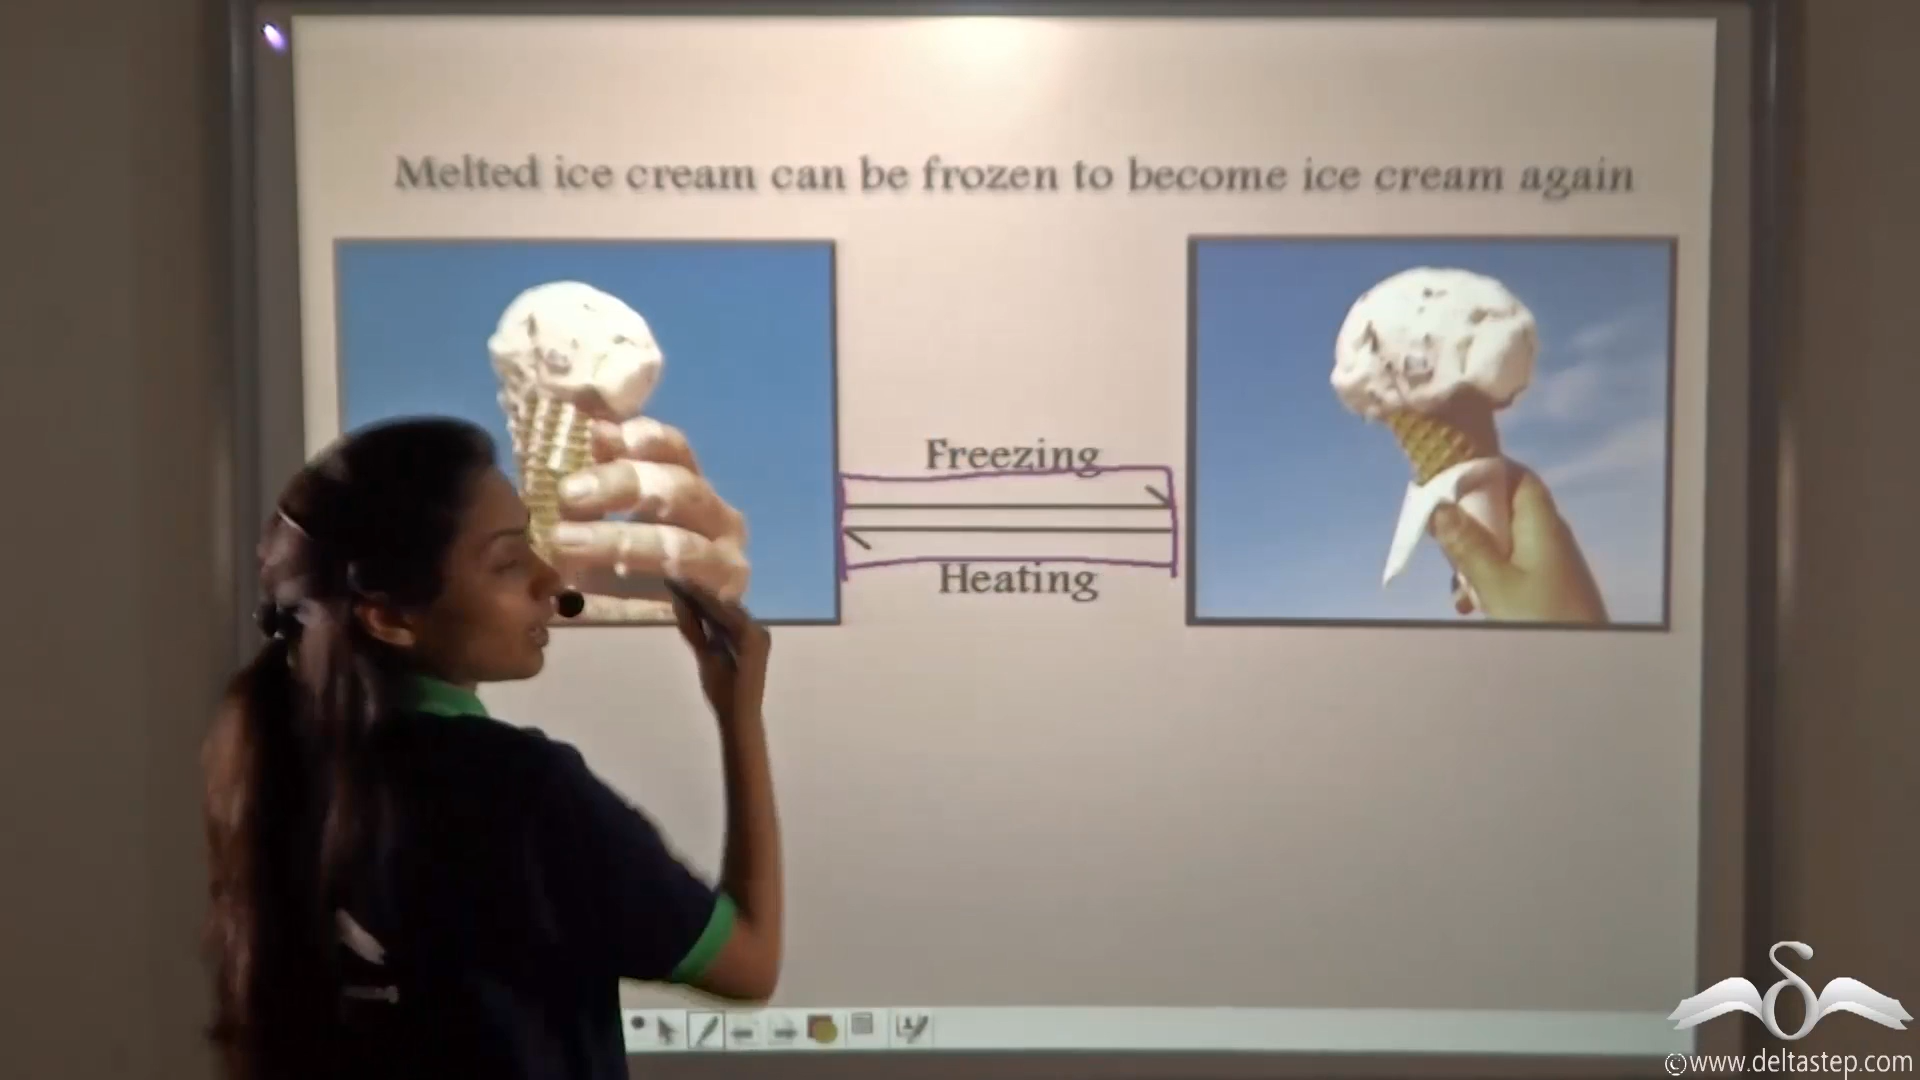 Melted ice cream can be frozen to become ice cream again
Freezing
Heating
©www.deltastep.com